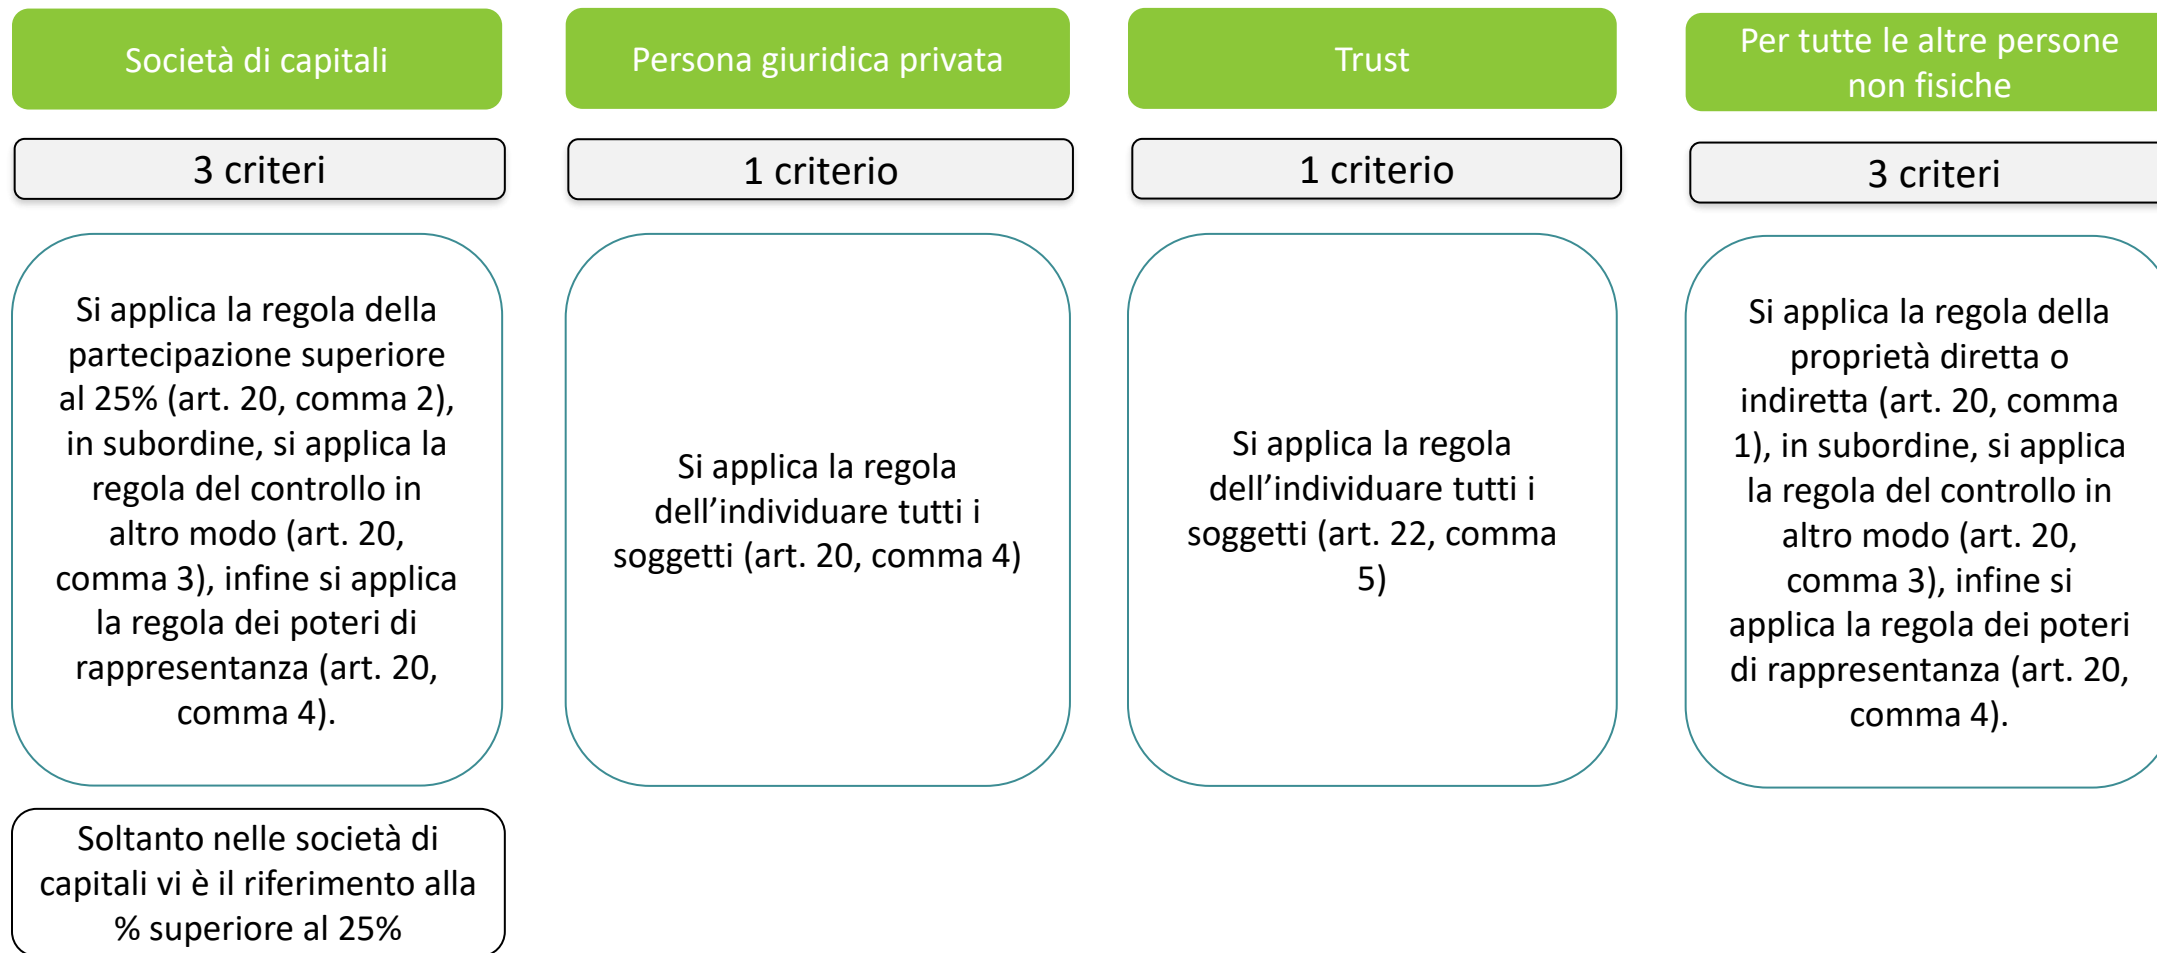 Società di capitali
3 criteri
Si applica la regola della
partecipazione superiore
al 25% (art. 20, comma 2),
in subordine, si applica la
regola del controllo in
altro modo (art. 20,
comma 3), infine si applica
la regola dei poteri di
rappresentanza (art. 20,
comma 4).
Soltanto nelle società di
capitali vi è il riferimento alla
% superiore al 25%
Persona giuridica privata
1 criterio
Si applica la regola
dell’individuare tutti i
soggetti (art. 20, comma 4)
Trust
1 criterio
Si applica la regola
dell’individuare tutti i
soggetti (art. 22, comma
5)
Per tutte le altre persone
non fisiche
3 criteri
Si applica la regola della
proprietà diretta o
indiretta (art. 20, comma
1), in subordine, si applica
la regola del controllo in
altro modo (art. 20,
comma 3), infine si
applica la regola dei poteri
di rappresentanza (art. 20,
comma 4).